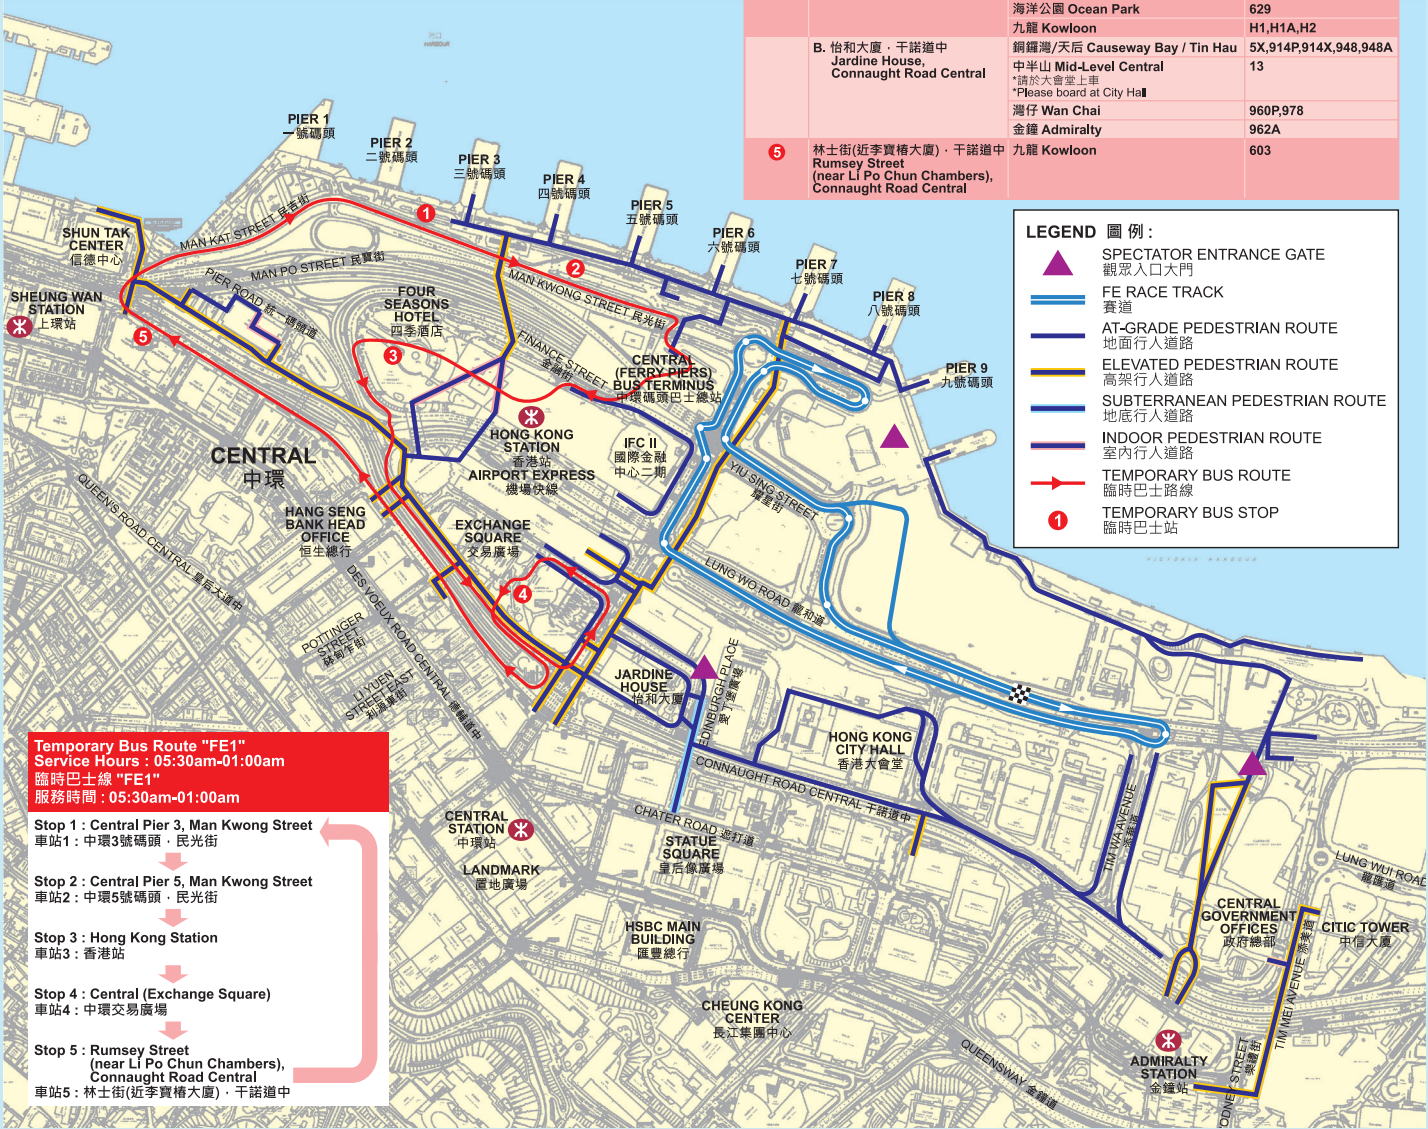 海洋公園 Ocean Park 629
九龍 Kowloon H1,H1A,H2
B. 怡和大廈．干諾道中
Jardine House,
Connaught Road Central
銅鑼灣/天后 Causeway Bay / Tin Hau 5X,914P,914X,948,948A
中半山 Mid-Level Central 13
*請於大會堂上車
*Please board at City Hall
灣仔 Wan Chai 960P,978
金鐘 Admiralty 962A
5 林士街(近李寶椿大廈)．干諾道中 九龍 Kowloon 603
Rumsey Street
(near Li Po Chun Chambers),
Connaught Road Central
LEGEND 圖例 :
SPECTATOR ENTRANCE GATE
觀眾入口大門
FE RACE TRACK
賽道
AT-GRADE PEDESTRIAN ROUTE
地面行人道路
ELEVATED PEDESTRIAN ROUTE
高架行人道路
SUBTERRANEAN PEDESTRIAN ROUTE
地底行人道路
INDOOR PEDESTRIAN ROUTE
室內行人道路
TEMPORARY BUS ROUTE
臨時巴士路線
1 TEMPORARY BUS STOP
臨時巴士站
HARBOUR
PIER 1
一號碼頭
PIER 2
二號碼頭
PIER 3
三號碼頭
PIER 4
四號碼頭
PIER 5
五號碼頭
PIER 6
六號碼頭
PIER 7
七號碼頭
PIER 8
八號碼頭
PIER 9
九號碼頭
VICTORIA HARBOUR
SHUN TAK
CENTER
信德中心
MAN KAT STREET 民吉街
MAN PO STREET 民寶街
PIER ROAD 統一碼頭道
SHEUNG WAN
STATION
上環站
1
2
3
4
5
FOUR
SEASONS
HOTEL
四季酒店
MAN KWONG STREET 民光街
FINANCE STREET
金融街
CENTRAL
(FERRY PIERS)
BUS TERMINUS
中環碼頭巴士總站
HONG KONG
STATION
香港站
AIRPORT EXPRESS
機場快線
IFC II
國際金融
中心二期
YIU SING STREET
耀星街
CENTRAL
中環
QUEEN'S ROAD CENTRAL 皇后大道中
HANG SENG
BANK HEAD
OFFICE
恒生總行
EXCHANGE
SQUARE
交易廣場
DES VOEUX ROAD CENTRAL 德輔道中
POTTINGER
STREET
砵甸乍街
LI YUEN
STREET EAST
利源東街
LUNG WO ROAD 龍和道
JARDINE
HOUSE
怡和大廈
EDINBURGH PLACE
愛丁堡廣場
HONG KONG
CITY HALL
香港大會堂
CONNAUGHT ROAD CENTRAL 干諾道中
CHATER ROAD 遮打道
TIM WA AVENUE
添華道
CENTRAL
STATION
中環站
LANDMARK
置地廣場
STATUE
SQUARE
皇后像廣場
HSBC MAIN
BUILDING
匯豐總行
CHEUNG KONG
CENTER
長江集團中心
QUEENSWAY 金鐘道
CENTRAL
GOVERNMENT
OFFICES
政府總部
LUNG WUI ROAD
龍匯道
CITIC TOWER
中信大廈
TIM MEI AVENUE 添美道
ADMIRALTY
STATION
金鐘站
RODNEY STREET
樂禮街
Temporary Bus Route "FE1"
Service Hours : 05:30am-01:00am
臨時巴士線 "FE1"
服務時間 : 05:30am-01:00am
Stop 1 : Central Pier 3, Man Kwong Street
車站1 : 中環3號碼頭．民光街
Stop 2 : Central Pier 5, Man Kwong Street
車站2 : 中環5號碼頭．民光街
Stop 3 : Hong Kong Station
車站3 : 香港站
Stop 4 : Central (Exchange Square)
車站4 : 中環交易廣場
Stop 5 : Rumsey Street
(near Li Po Chun Chambers),
Connaught Road Central
車站5 : 林士街(近李寶椿大廈)．干諾道中